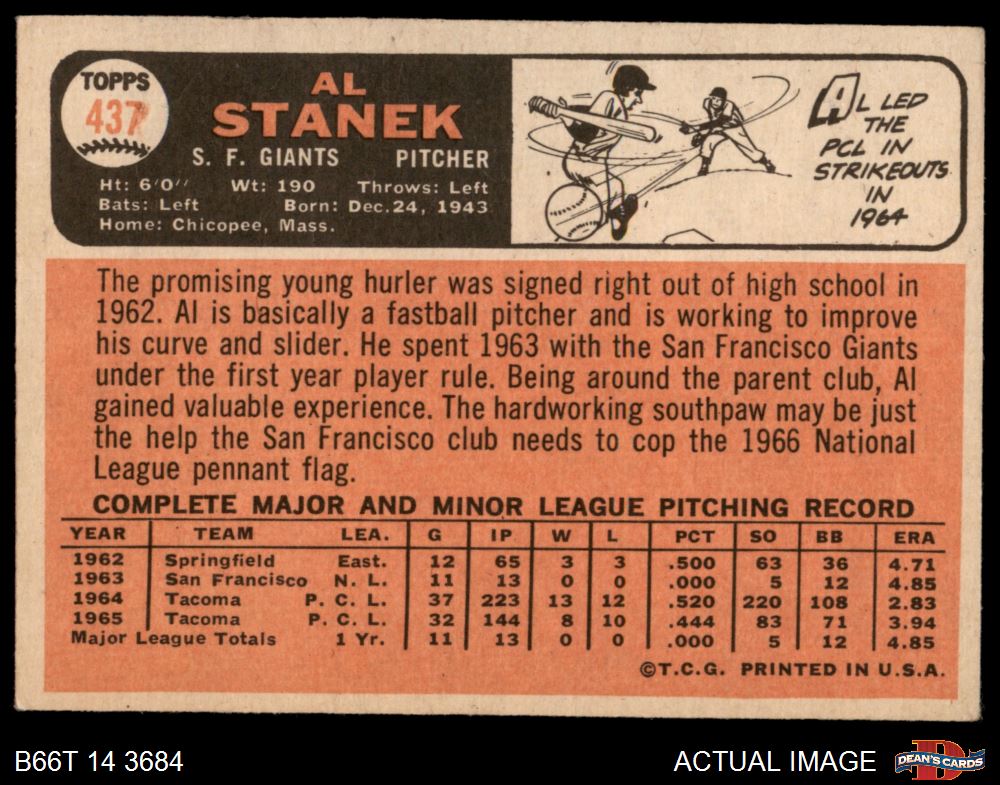 TOPPS
437
AL
STANEK
S. F. GIANTS PITCHER
Ht: 6'0'' Wt: 190 Throws: Left
Bats: Left Born: Dec. 24, 1943
Home: Chicopee, Mass.
AL LED
THE
PCL IN
STRIKEOUTS
IN
1964
The promising young hurler was signed right out of high school in
1962. Al is basically a fastball pitcher and is working to improve
his curve and slider. He spent 1963 with the San Francisco Giants
under the first year player rule. Being around the parent club, Al
gained valuable experience. The hardworking southpaw may be just
the help the San Francisco club needs to cop the 1966 National
League pennant flag.
COMPLETE MAJOR AND MINOR LEAGUE PITCHING RECORD
YEAR TEAM LEA. G IP W L PCT SO BB ERA
1962 Springfield East. 12 65 3 3 .500 63 36 4.71
1963 San Francisco N. L. 11 13 0 0 .000 5 12 4.85
1964 Tacoma P. C. L. 37 223 13 12 .520 220 108 2.83
1965 Tacoma P. C. L. 32 144 8 10 .444 83 71 3.94
Major League Totals 1 Yr. 11 13 0 0 .000 5 12 4.85
©T.C.G. PRINTED IN U.S.A.
B66T 14 3684 ACTUAL IMAGE DEAN'S CARDS